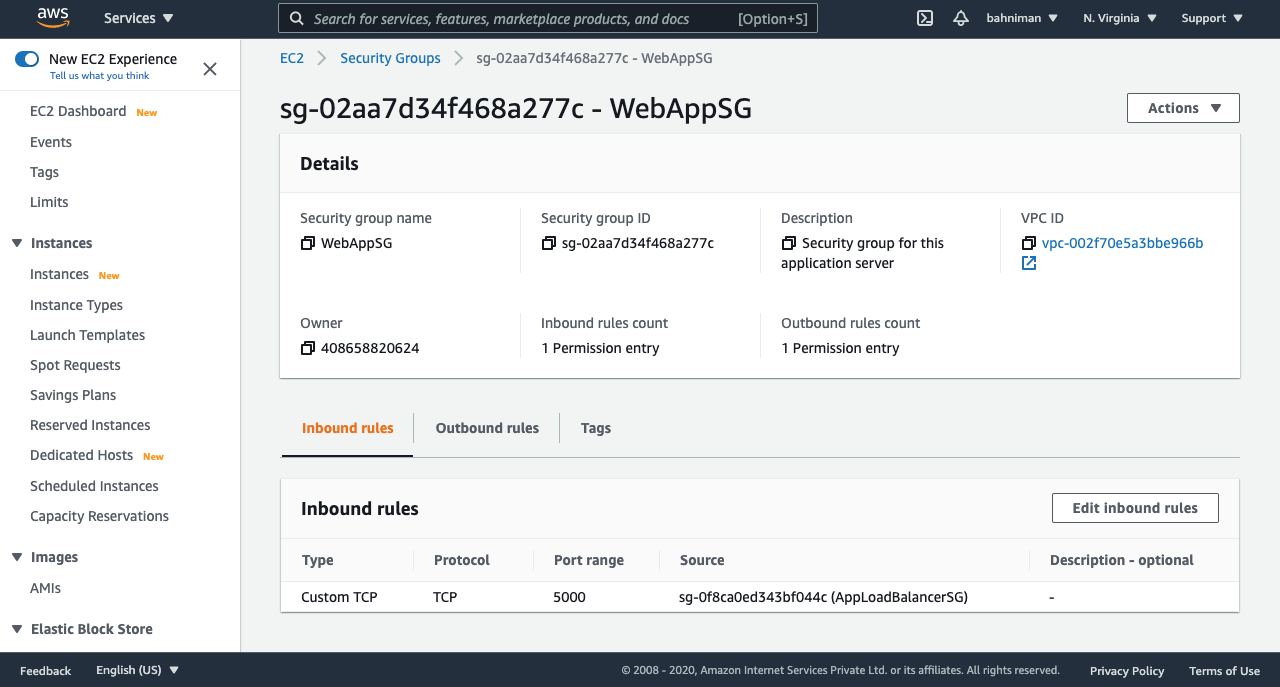 aws
Services
Search for services, features, marketplace products, and docs [Option+S]
bahniman
N. Virginia
Support
New EC2 Experience
Tell us what you think
EC2 Dashboard New
Events
Tags
Limits
Instances
Instances New
Instance Types
Launch Templates
Spot Requests
Savings Plans
Reserved Instances
Dedicated Hosts New
Scheduled Instances
Capacity Reservations
Images
AMIs
Elastic Block Store
EC2 Security Groups sg-02aa7d34f468a277c - WebAppSG
sg-02aa7d34f468a277c - WebAppSG
Actions
Details
Security group name
WebAppSG
Security group ID
sg-02aa7d34f468a277c
Description
Security group for this
application server
VPC ID
vpc-002f70e5a3bbe966b
Owner
408658820624
Inbound rules count
1 Permission entry
Outbound rules count
1 Permission entry
Inbound rules Outbound rules Tags
Inbound rules
Edit inbound rules
Type Protocol Port range Source Description - optional
Custom TCP TCP 5000 sg-0f8ca0ed343bf044c (AppLoadBalancerSG) -
Feedback English (US) © 2008 - 2020, Amazon Internet Services Private Ltd. or its affiliates. All rights reserved. Privacy Policy Terms of Use